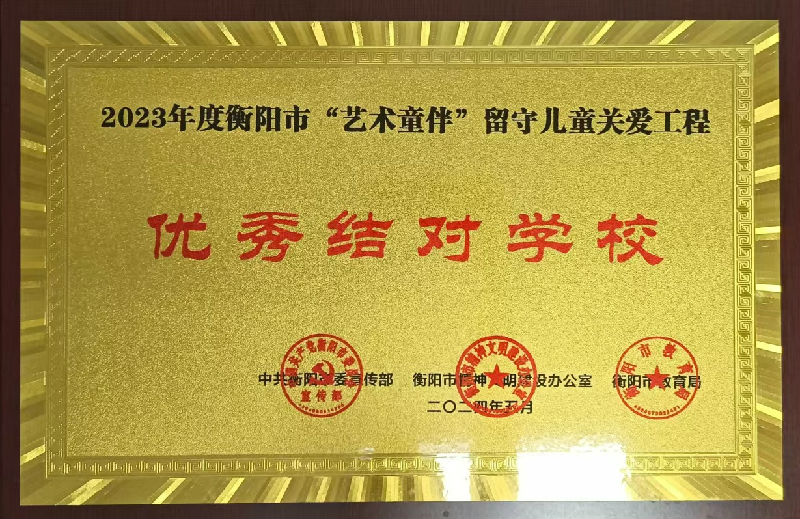 2023年度衡阳市“艺术童伴”留守儿童关爱工程
优秀结对学校
中共衡阳市委宣传部 衡阳市精神文明建设办公室 衡阳市教育局
二〇二四年五月